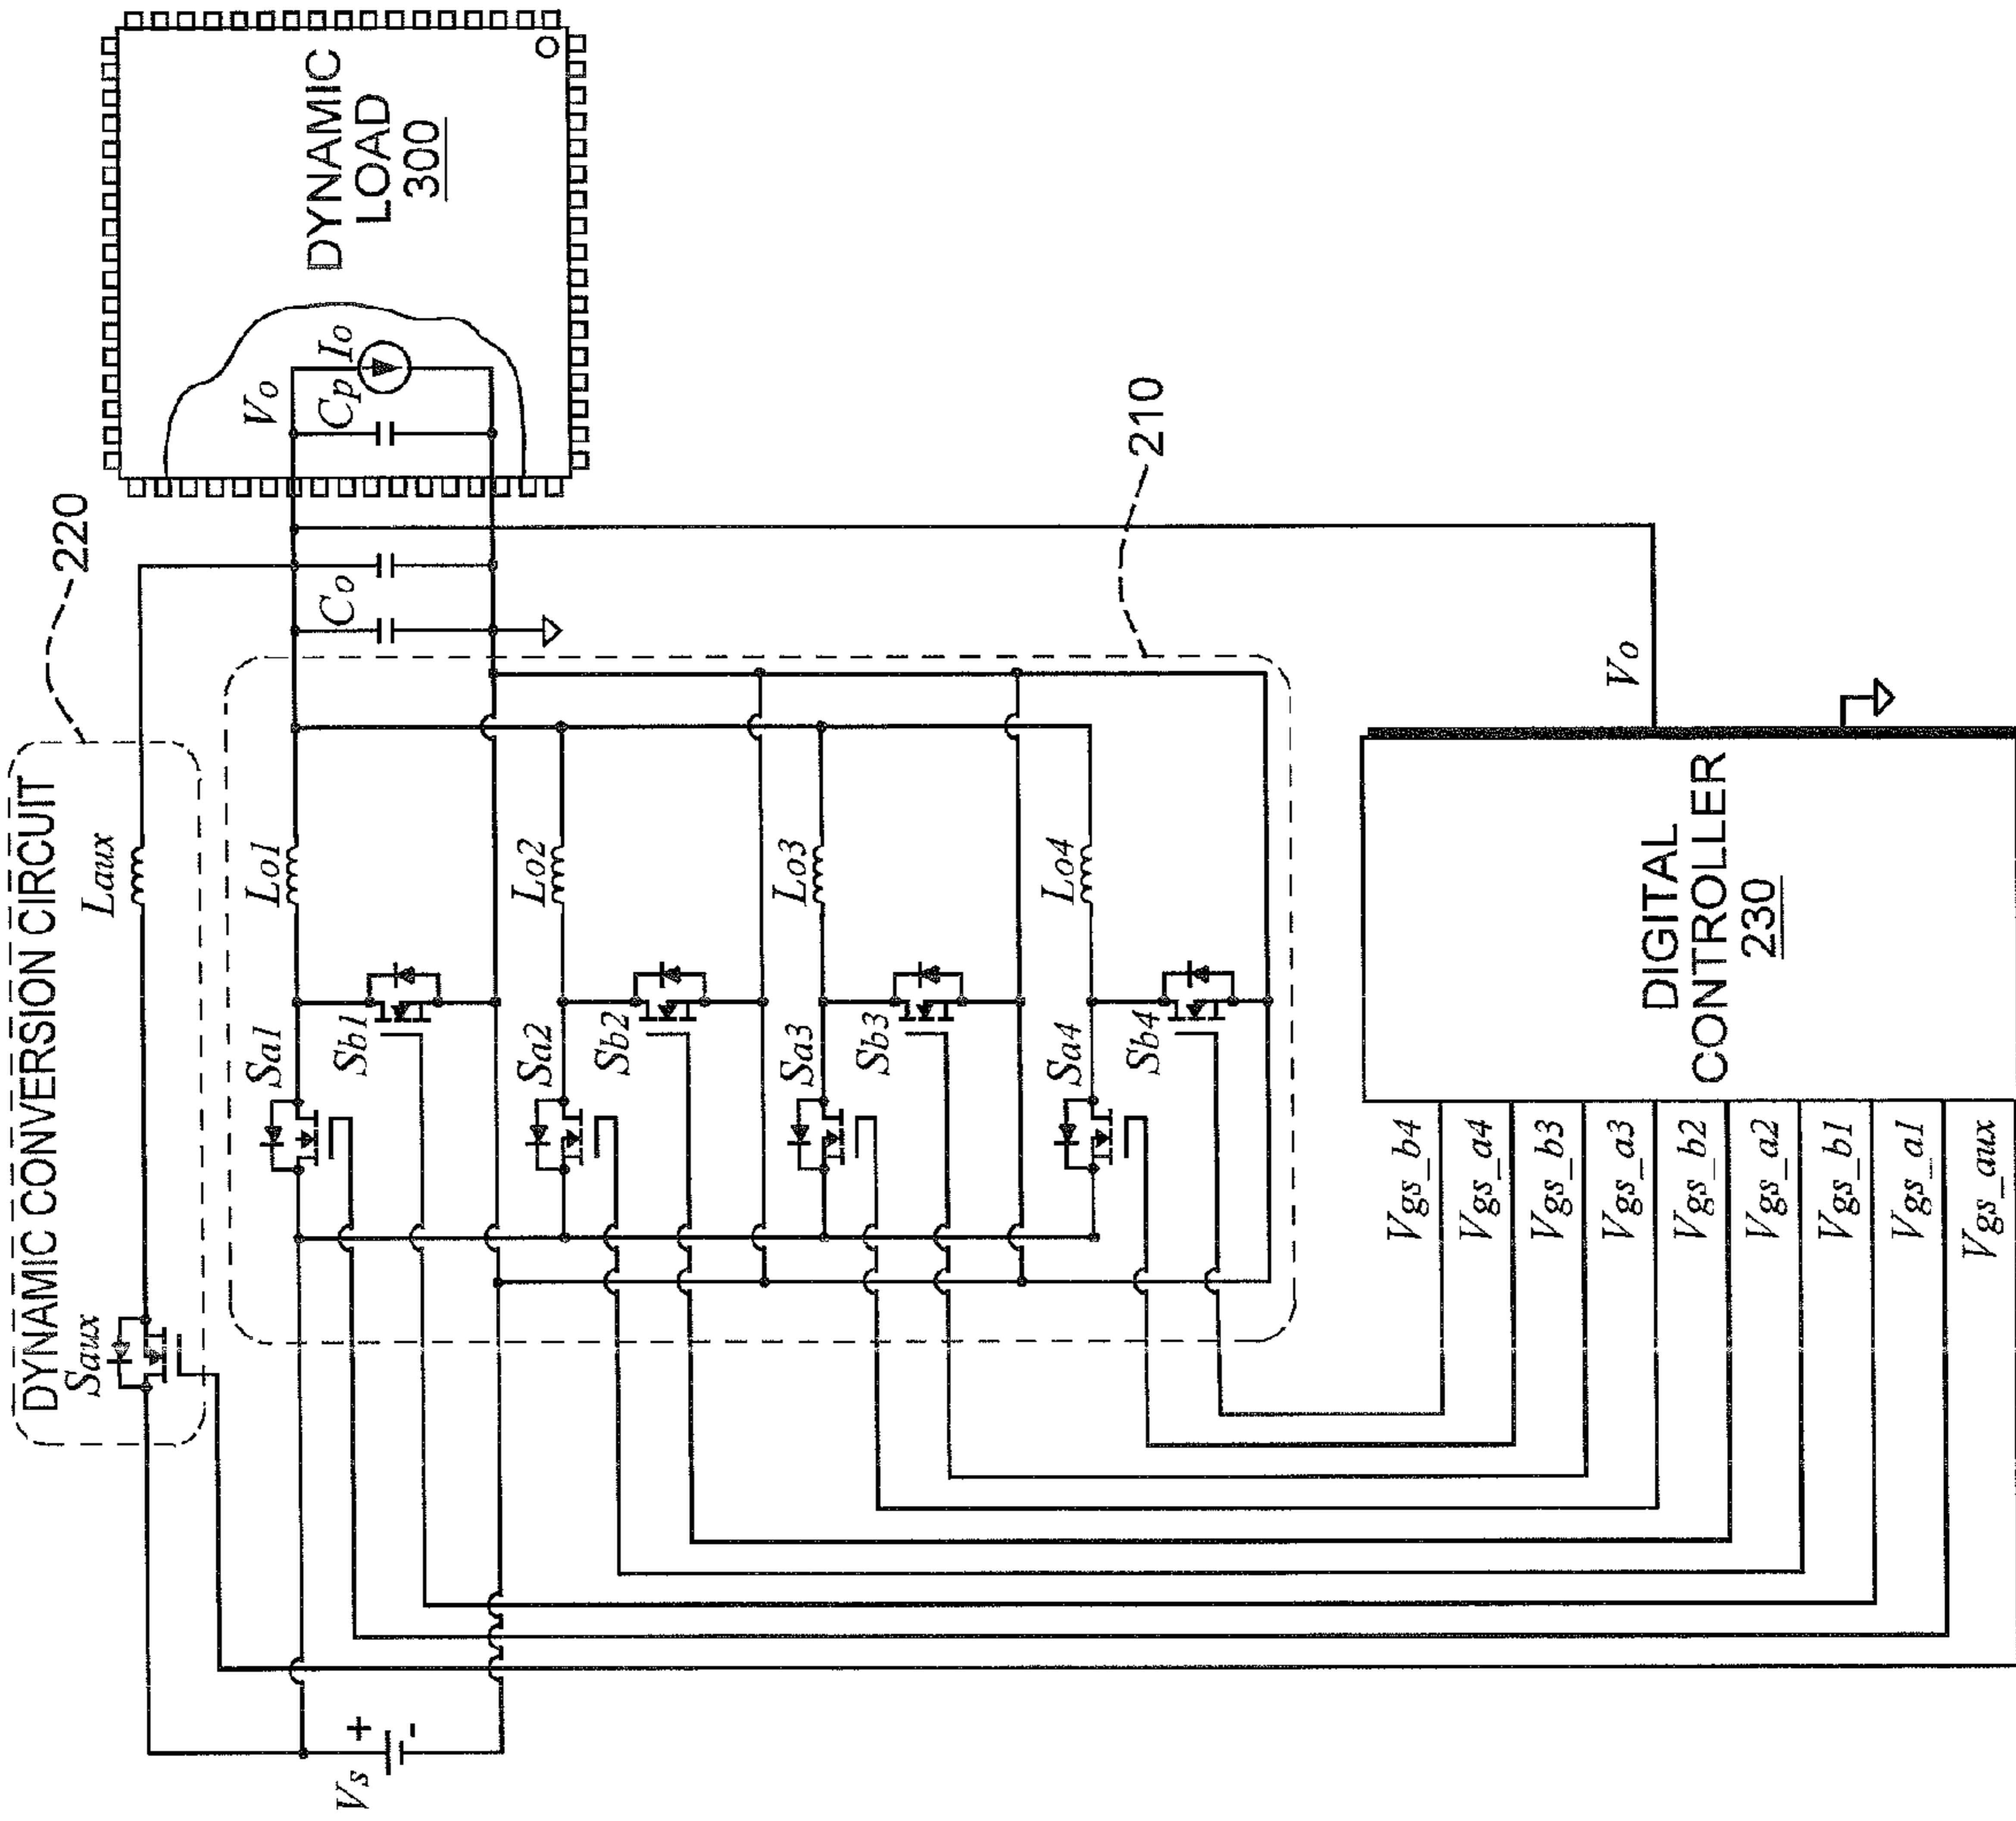 DYNAMIC CONVERSION CIRCUIT
220
Saux
Laux
Vs
+
-
Sa1
Lo1
Sb1
Sa2
Lo2
Sb2
Sa3
Lo3
Sb3
Sa4
Lo4
Sb4
210
Co
Vo
Cp
Io
DYNAMIC
LOAD
300
Vo
DIGITAL
CONTROLLER
230
Vgs_b4
Vgs_a4
Vgs_b3
Vgs_a3
Vgs_b2
Vgs_a2
Vgs_b1
Vgs_a1
Vgs_aux